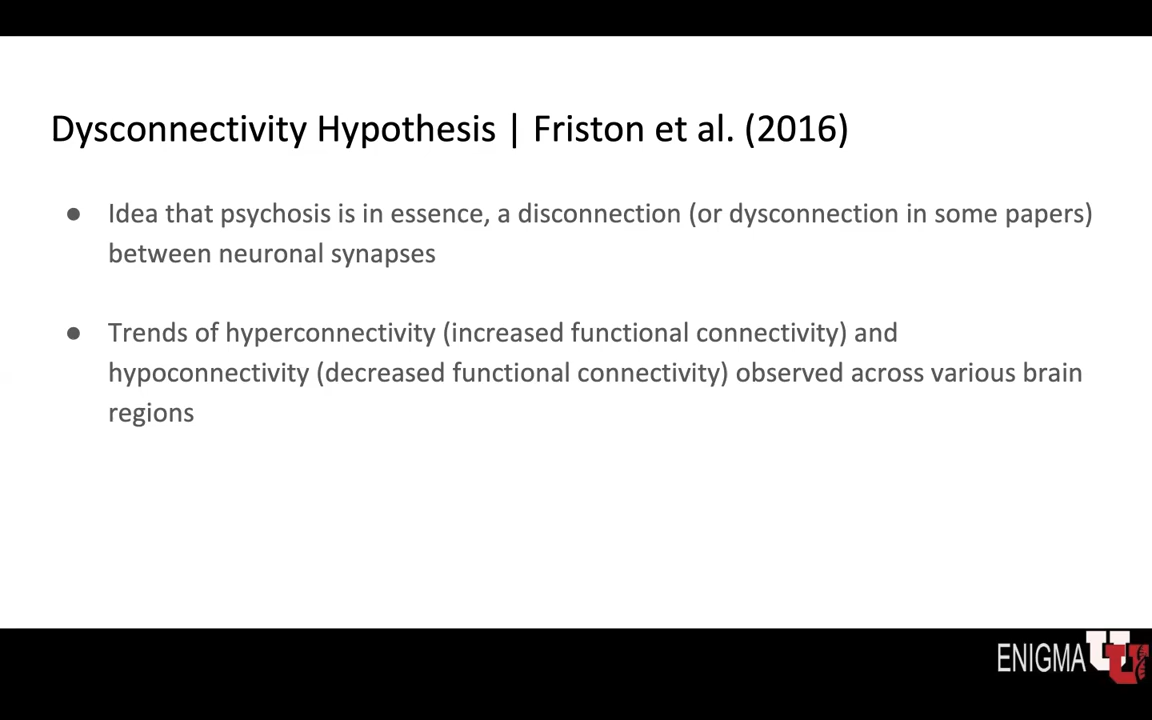 Dysconnectivity Hypothesis | Friston et al. (2016)
● Idea that psychosis is in essence, a disconnection (or dysconnection in some papers)
between neuronal synapses
● Trends of hyperconnectivity (increased functional connectivity) and
hypoconnectivity (decreased functional connectivity) observed across various brain
regions
ENIGMA U U